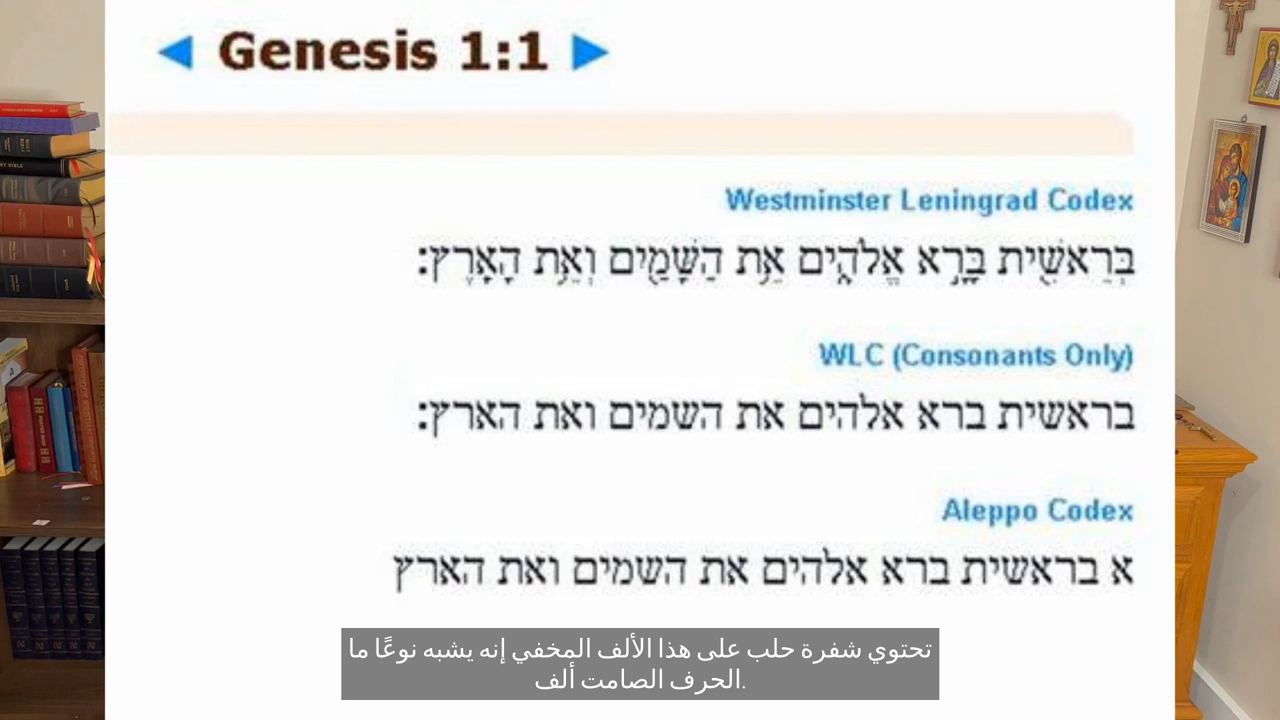 ◄ Genesis 1:1 ►
Westminster Leningrad Codex
בְּרֵאשִׁ֖ית בָּרָ֣א אֱלֹהִ֑ים אֵ֥ת הַשָּׁמַ֖יִם וְאֵ֥ת הָאָֽרֶץ׃
WLC (Consonants Only)
בראשית ברא אלהים את השמים ואת הארץ׃
Aleppo Codex
א בראשית ברא אלהים את השמים ואת הארץ
تحتوي شفرة حلب على هذا الألف المخفي إنه يشبه نوعًا ما
الحرف الصامت ألف.